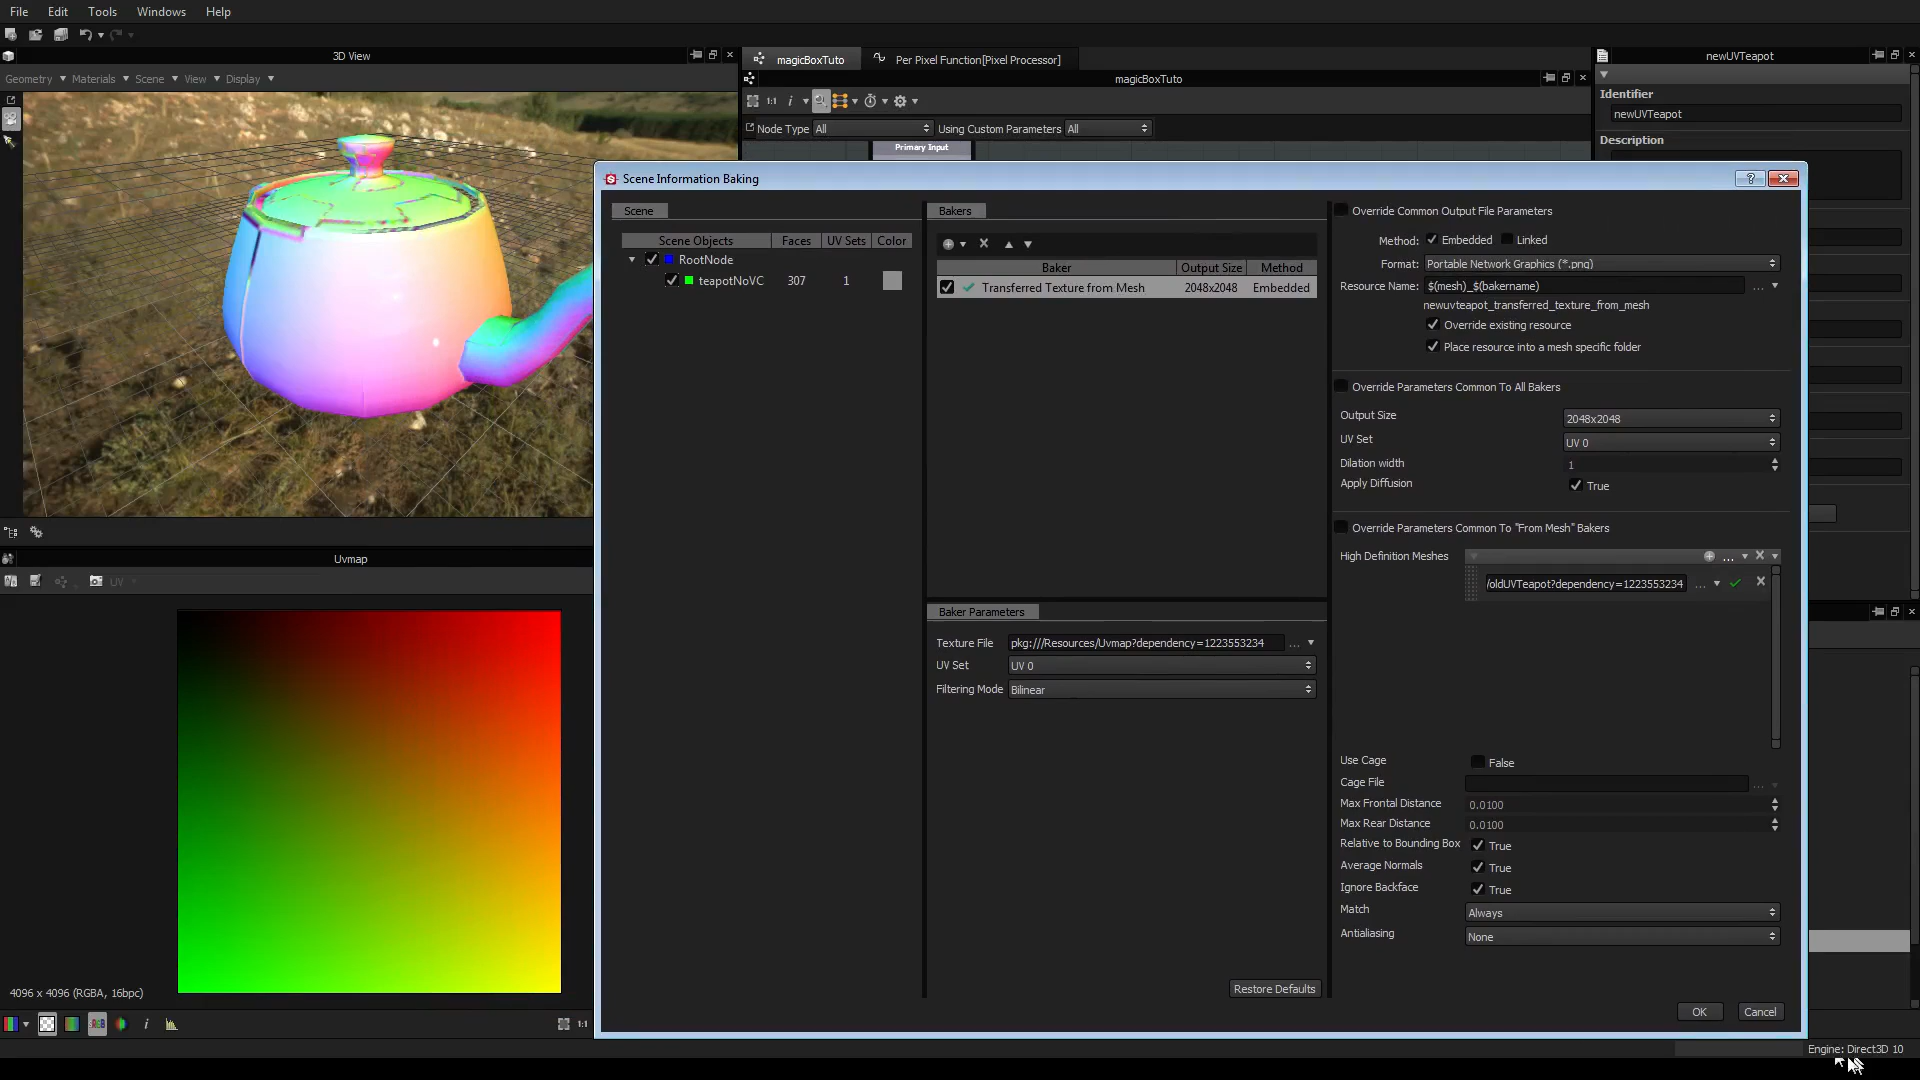 File Edit Tools Windows Help
3D View
magicBoxTuto Per Pixel Function[Pixel Processor]
newUVTeapot
Geometry Materials Scene View Display
magicBoxTuto
Identifier
newUVTeapot
1:1 i
Node Type All Using Custom Parameters All
Description
Primary Input
Scene Information Baking
Scene
Scene Objects Faces UV Sets Color
RootNode
teapotNoVC 307 1
Bakers
Baker Output Size Method
Transferred Texture from Mesh 2048x2048 Embedded
Override Common Output File Parameters
Method: Embedded Linked
Format: Portable Network Graphics (*.png)
Resource Name: $(mesh)_$(bakername) ...
newuvteapot_transferred_texture_from_mesh
Override existing resource
Place resource into a mesh specific folder
Override Parameters Common To All Bakers
Output Size 2048x2048
UV Set UV 0
Dilation width 1
Apply Diffusion True
Override Parameters Common To "From Mesh" Bakers
High Definition Meshes ...
/oldUVTeapot?dependency=1223553234 ...
Use Cage False
Cage File ...
Max Frontal Distance 0.0100
Max Rear Distance 0.0100
Relative to Bounding Box True
Average Normals True
Ignore Backface True
Match Always
Antialiasing None
Baker Parameters
Texture File pkg:///Resources/Uvmap?dependency=1223553234 ...
UV Set UV 0
Filtering Mode Bilinear
Restore Defaults
OK Cancel
Uvmap
UV
4096 x 4096 (RGBA, 16bpc)
RGB i 1:1
Engine: Direct3D 10